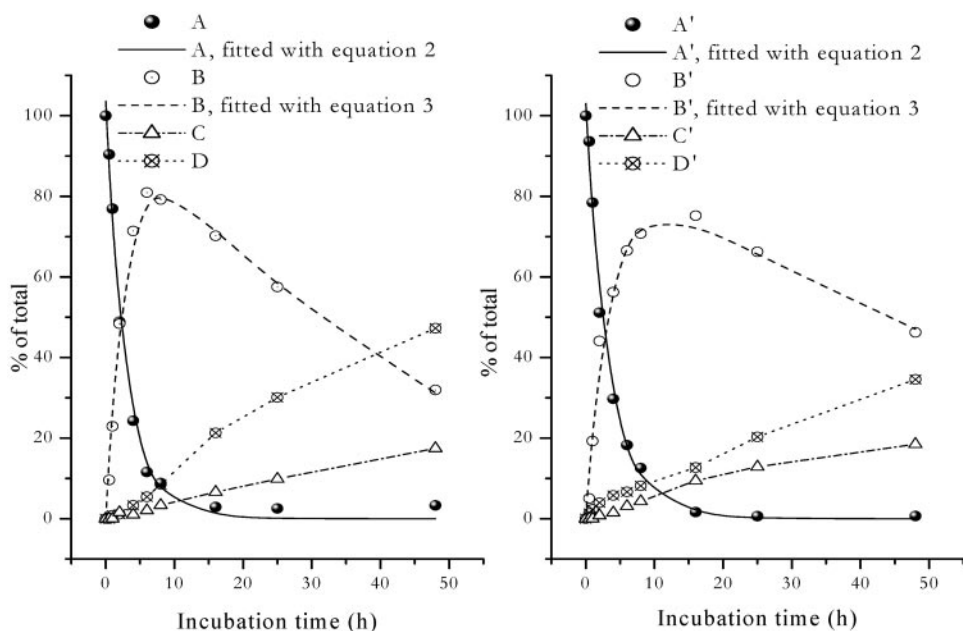 A
A, fitted with equation 2
B
B, fitted with equation 3
C
D
% of total
100
80
60
40
20
0
0 10 20 30 40 50
Incubation time (h)
A'
A', fitted with equation 2
B'
B', fitted with equation 3
C'
D'
% of total
100
80
60
40
20
0
0 10 20 30 40 50
Incubation time (h)